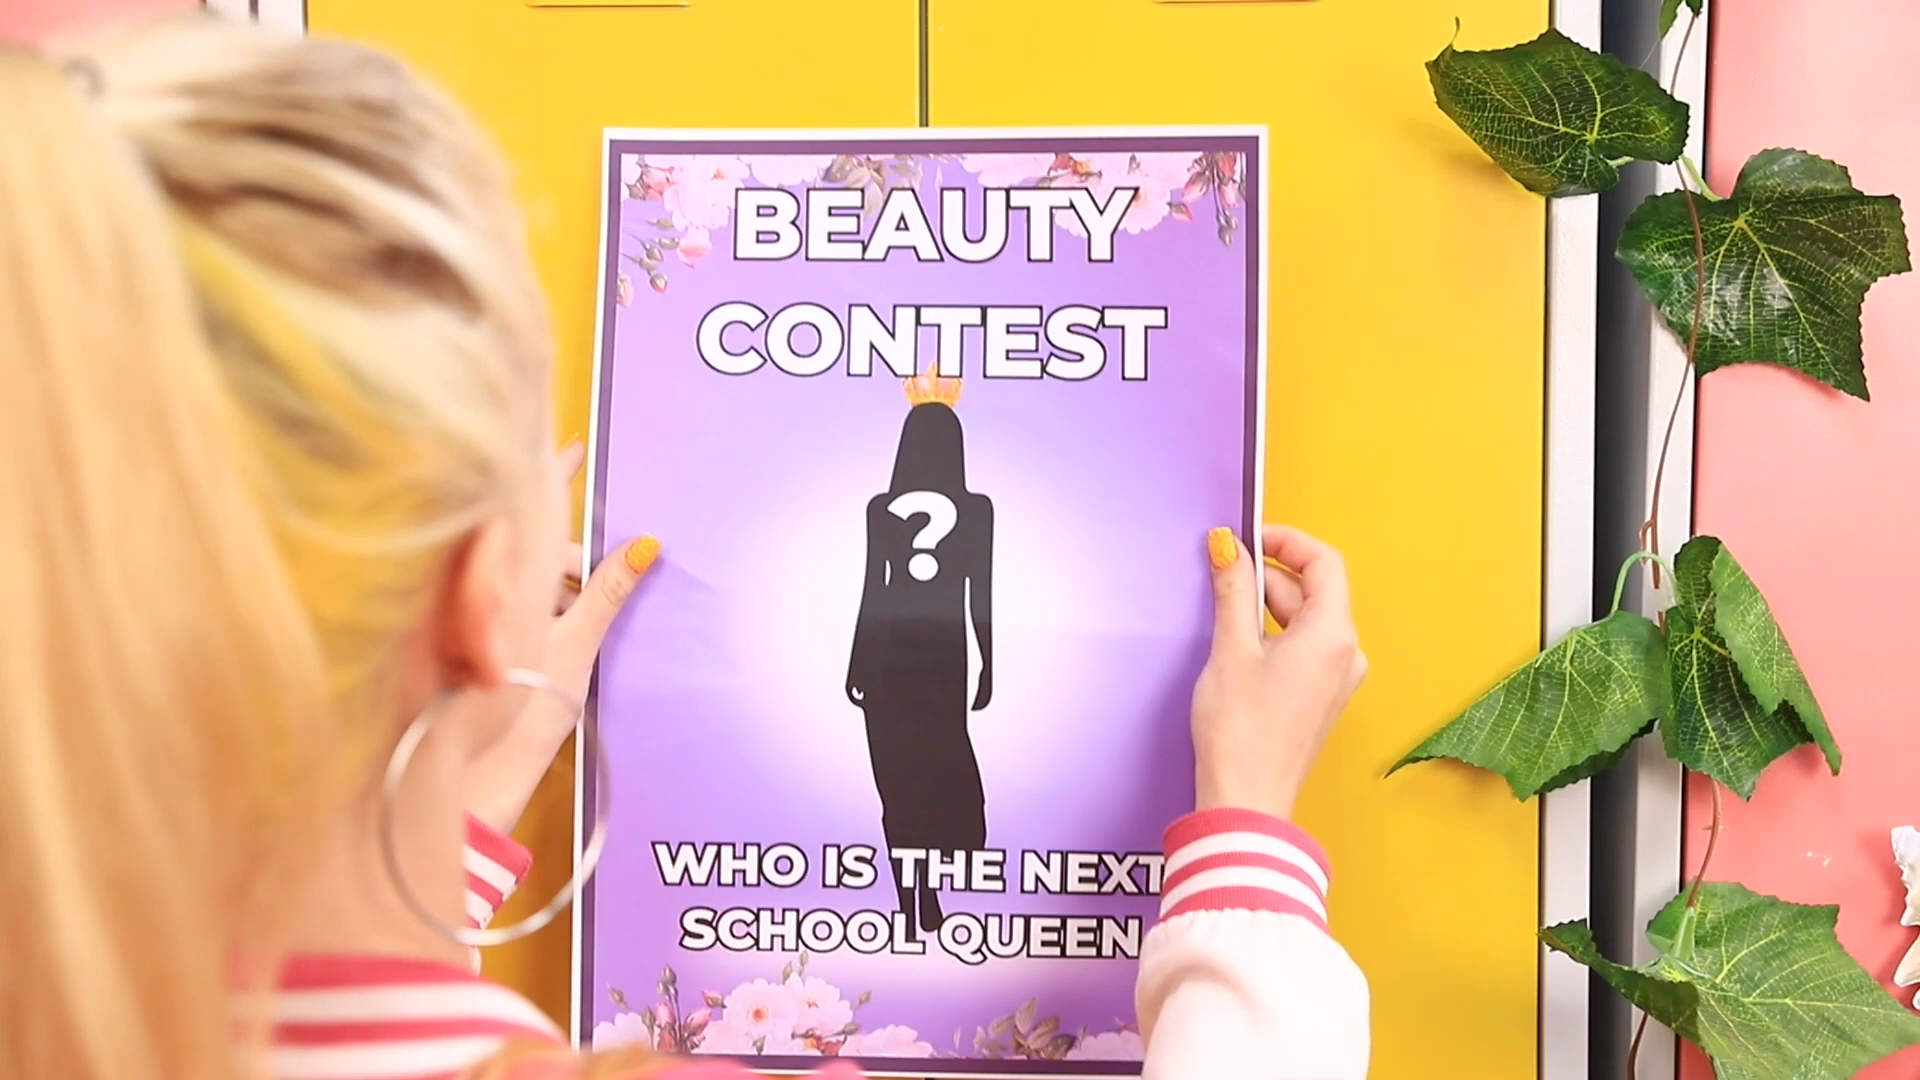 BEAUTY
CONTEST
?
WHO IS THE NEXT
SCHOOL QUEEN